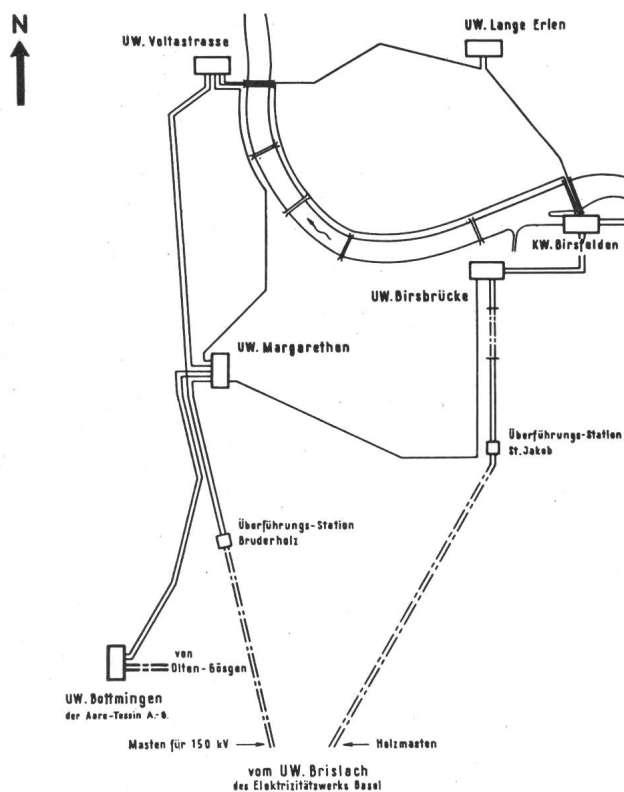 N
UW. Voltastrasse
UW. Lange Erlen
KW. Birsfelden
UW. Birsbrücke
UW. Margarethen
Überführungs-Station
St. Jakob
Überführungs-Station
Bruderholz
von
Olten-Gösgen
UW. Bottmingen
der Aare-Tessin A.-G.
Masten für 150 kV
Holzmasten
vom UW. Brislach
des Elektrizitätswerks Basel